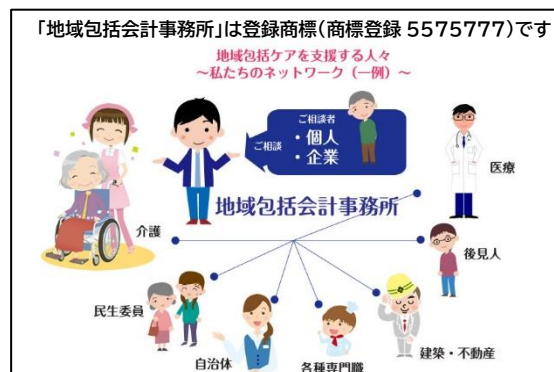 「地域包括会計事務所」は登録商標(商標登録 5575777)です
地域包括ケアを支援する人々
～私たちのネットワーク（一例）～
ご相談者
ご相談
・個人
・企業
医療
地域包括会計事務所
介護
後見人
民生委員
自治体
各種専門職
建築・不動産